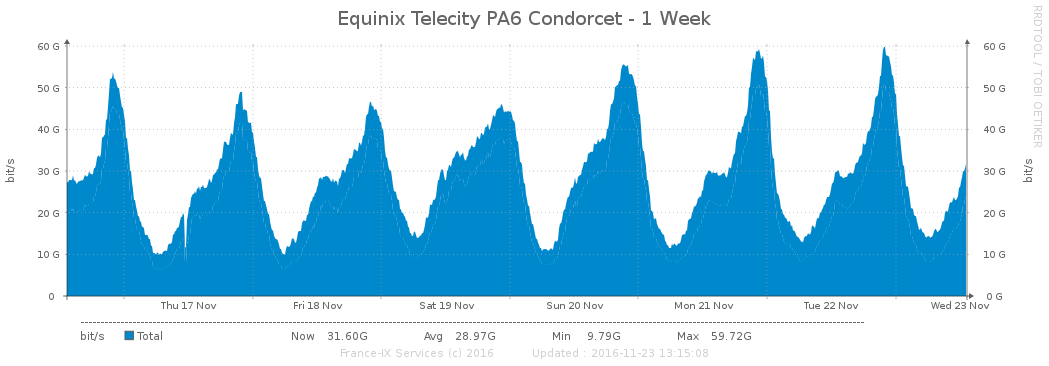 Equinix Telecity PA6 Condorcet - 1 Week
RRDTOOL / TOBI OETIKER
60 G 60 G
50 G 50 G
40 G 40 G
30 G 30 G
20 G 20 G
10 G 10 G
0 0 G
bit/s
bit/s
Thu 17 Nov Fri 18 Nov Sat 19 Nov Sun 20 Nov Mon 21 Nov Tue 22 Nov Wed 23 Nov
bit/s Total Now 31.60G Avg 28.97G Min 9.79G Max 59.72G
France-IX Services (c) 2016 Updated : 2016-11-23 13:15:08